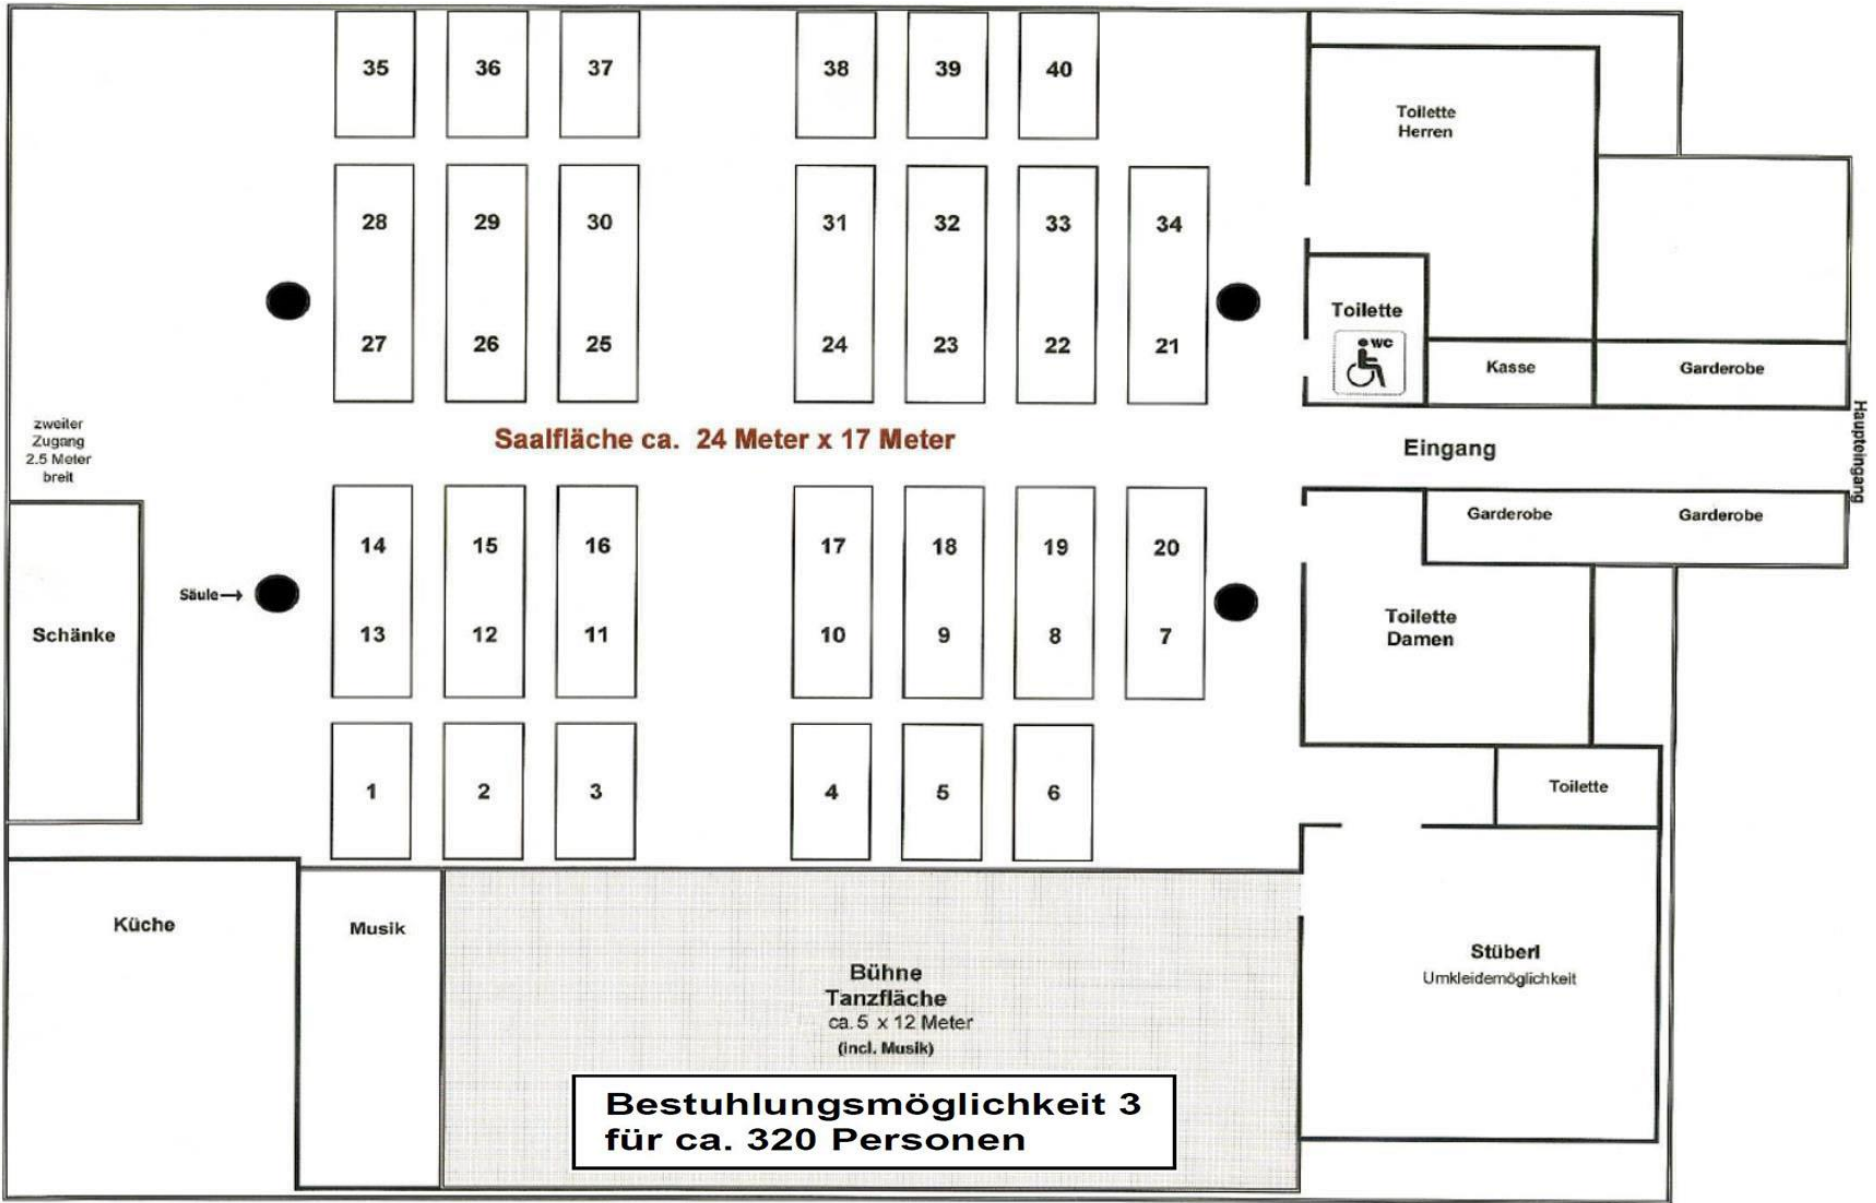 35 36 37 38 39 40
Toilette
Herren
28 29 30 31 32 33 34
Toilette
WC
27 26 25 24 23 22 21
Kasse
Garderobe
zweiter
Zugang
2.5 Meter
breit
Saalfläche ca. 24 Meter x 17 Meter
Eingang
Haupteingang
Garderobe
Garderobe
14 15 16 17 18 19 20
Säule→
Schänke
13 12 11 10 9 8 7
Toilette
Damen
1 2 3 4 5 6
Toilette
Küche
Musik
Bühne
Tanzfläche
ca. 5 x 12 Meter
(incl. Musik)
Stüberl
Umkleidemöglichkeit
Bestuhlungsmöglichkeit 3
für ca. 320 Personen